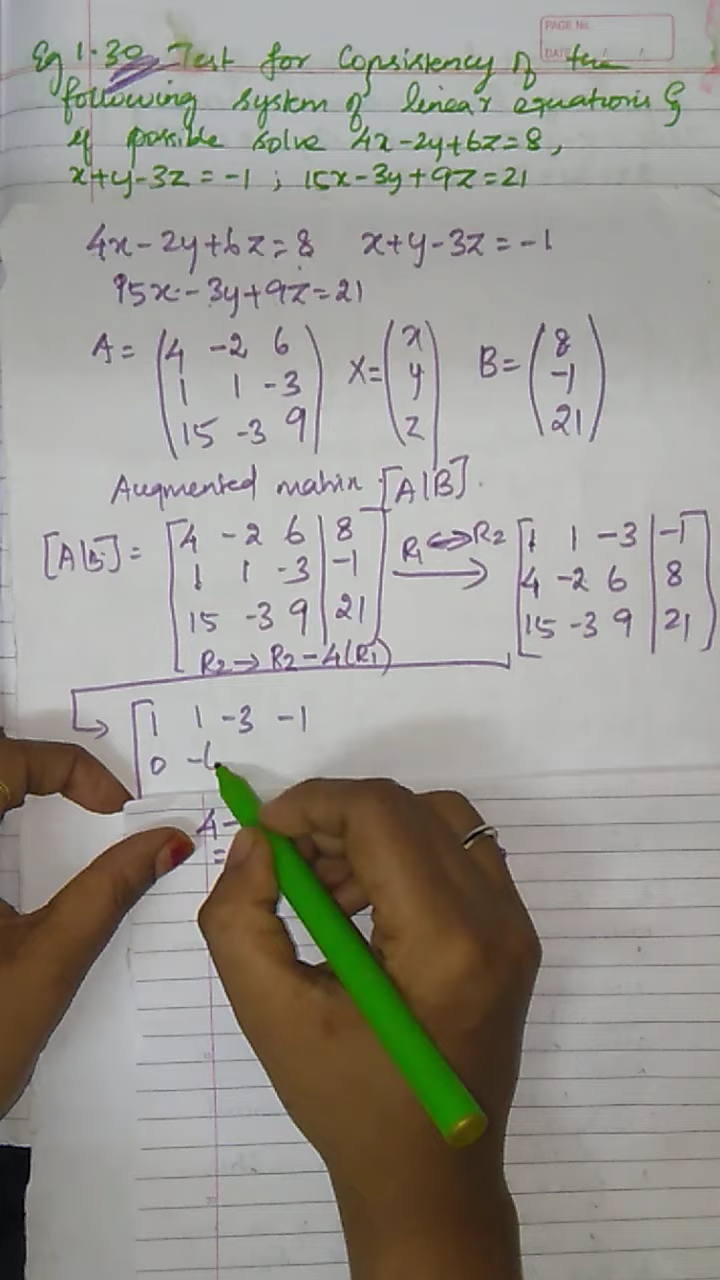 PAGE No.
DATE / /
Eg 1.30 Test for Consistency of the
following system of linear equations &
if possible solve 4x-2y+6z=8,
x+y-3z=-1; 15x-3y+9z=21
4x-2y+6z=8 x+y-3z=-1
15x-3y+9z=21
A= (4 -2 6 X= (x B= (8
1 1 -3 y -1
15 -3 9) z) 21)
Augmented matrix [A|B].
[A|B]= [4 -2 6 | 8 R1↔R2 [1 1 -3 | -1
1 1 -3 | -1 → 4 -2 6 | 8
15 -3 9 | 21] 15 -3 9 | 21]
R2→R2-4(R1)
[1 1 -3 -1
0 -6
4-
=